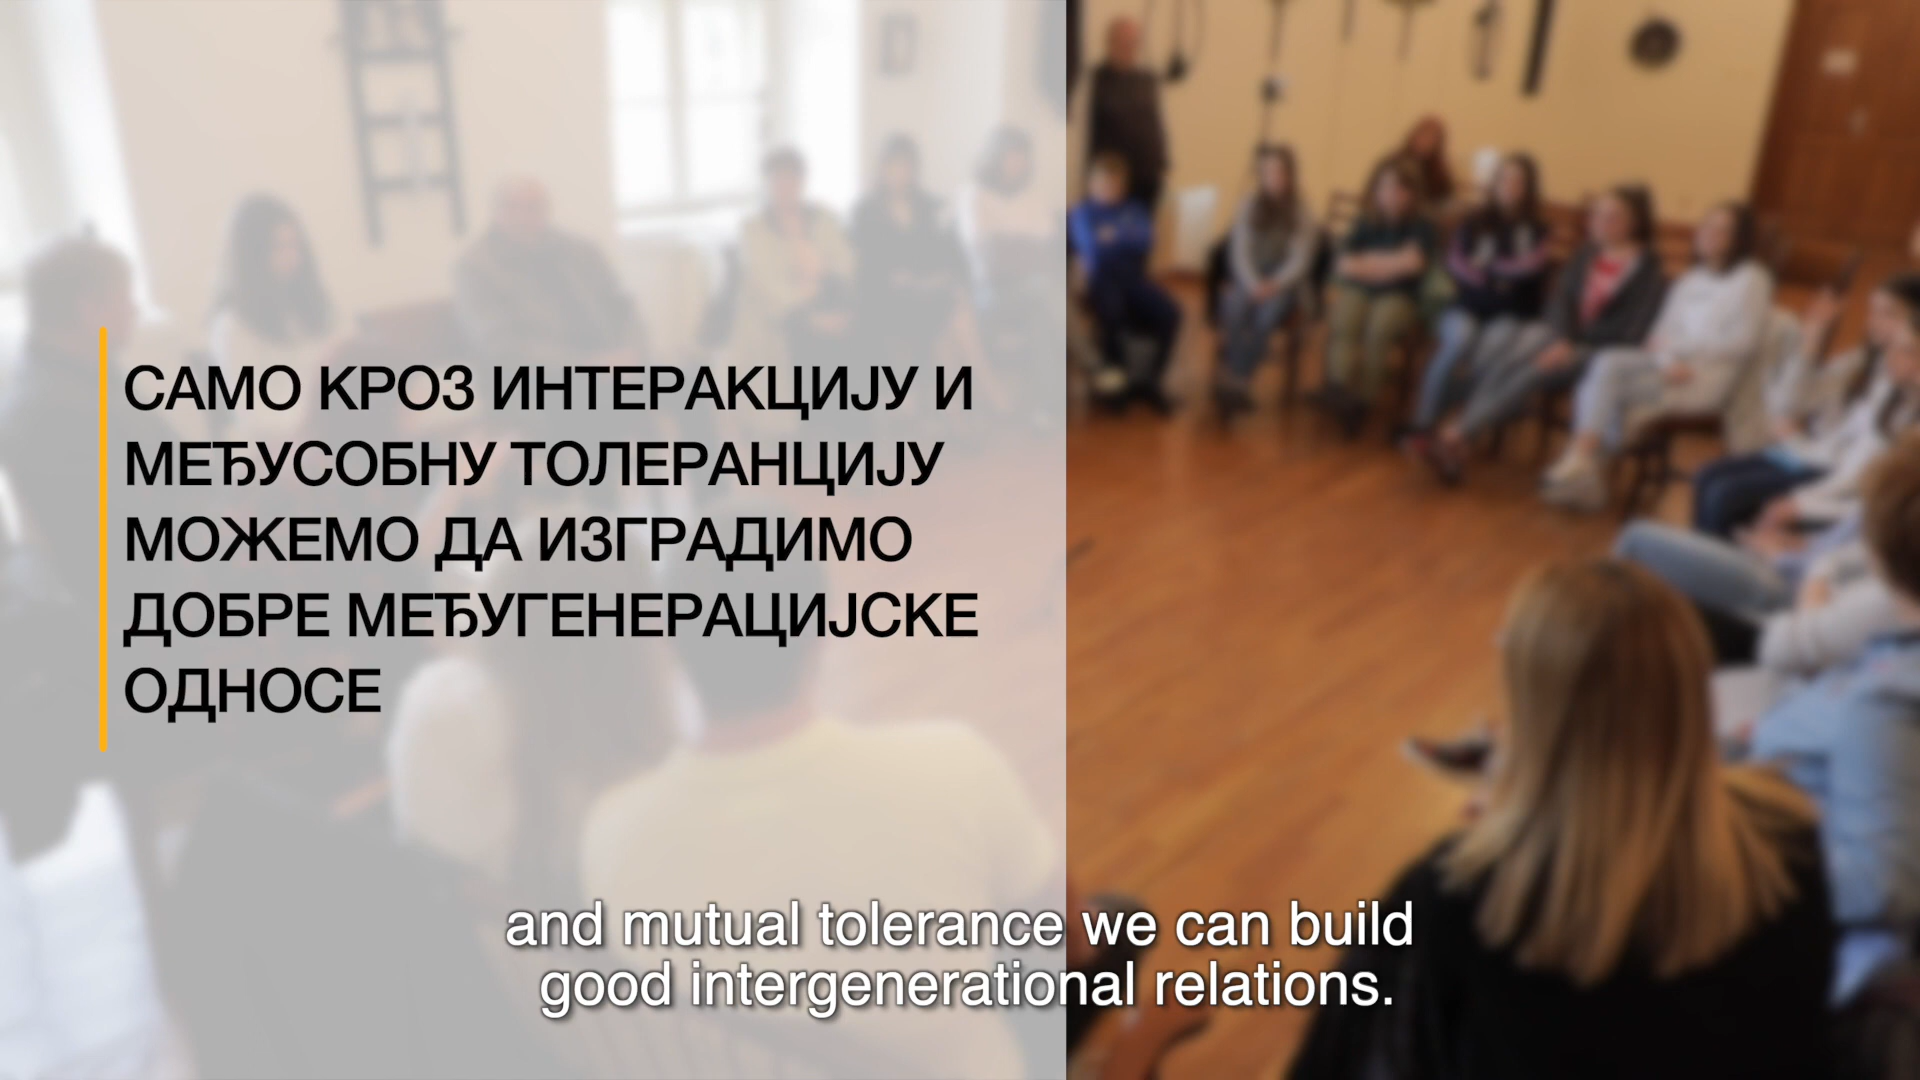 САМО КРОЗ ИНТЕРАКЦИЈУ И
МЕЂУСОБНУ ТОЛЕРАНЦИЈУ
МОЖЕМО ДА ИЗГРАДИМО
ДОБРЕ МЕЂУГЕНЕРАЦИЈСКЕ
ОДНОСЕ
and mutual tolerance we can build
good intergenerational relations.